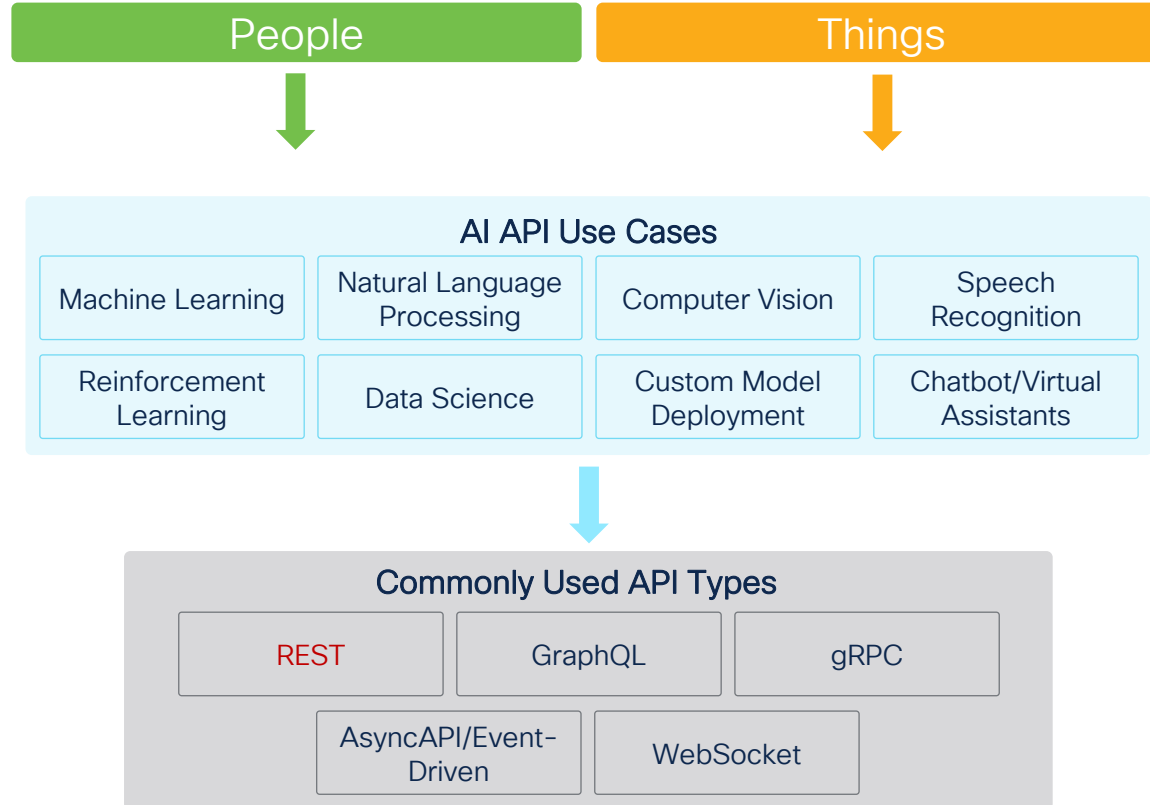 People
Things
AI API Use Cases
Machine Learning
Natural Language
Processing
Computer Vision
Speech
Recognition
Reinforcement
Learning
Data Science
Custom Model
Deployment
Chatbot/Virtual
Assistants
Commonly Used API Types
REST
GraphQL
gRPC
AsyncAPI/Event-
Driven
WebSocket